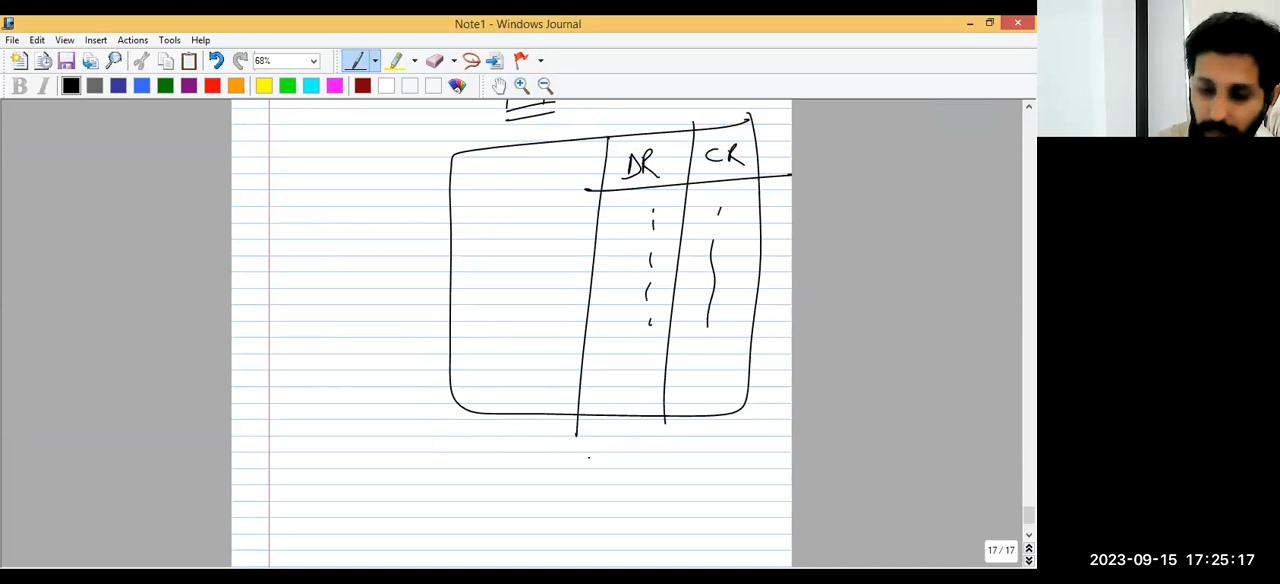 Note1 - Windows Journal
File Edit View Insert Actions Tools Help
68%
B I
DR CR
17 / 17
2023-09-15 17:25:17